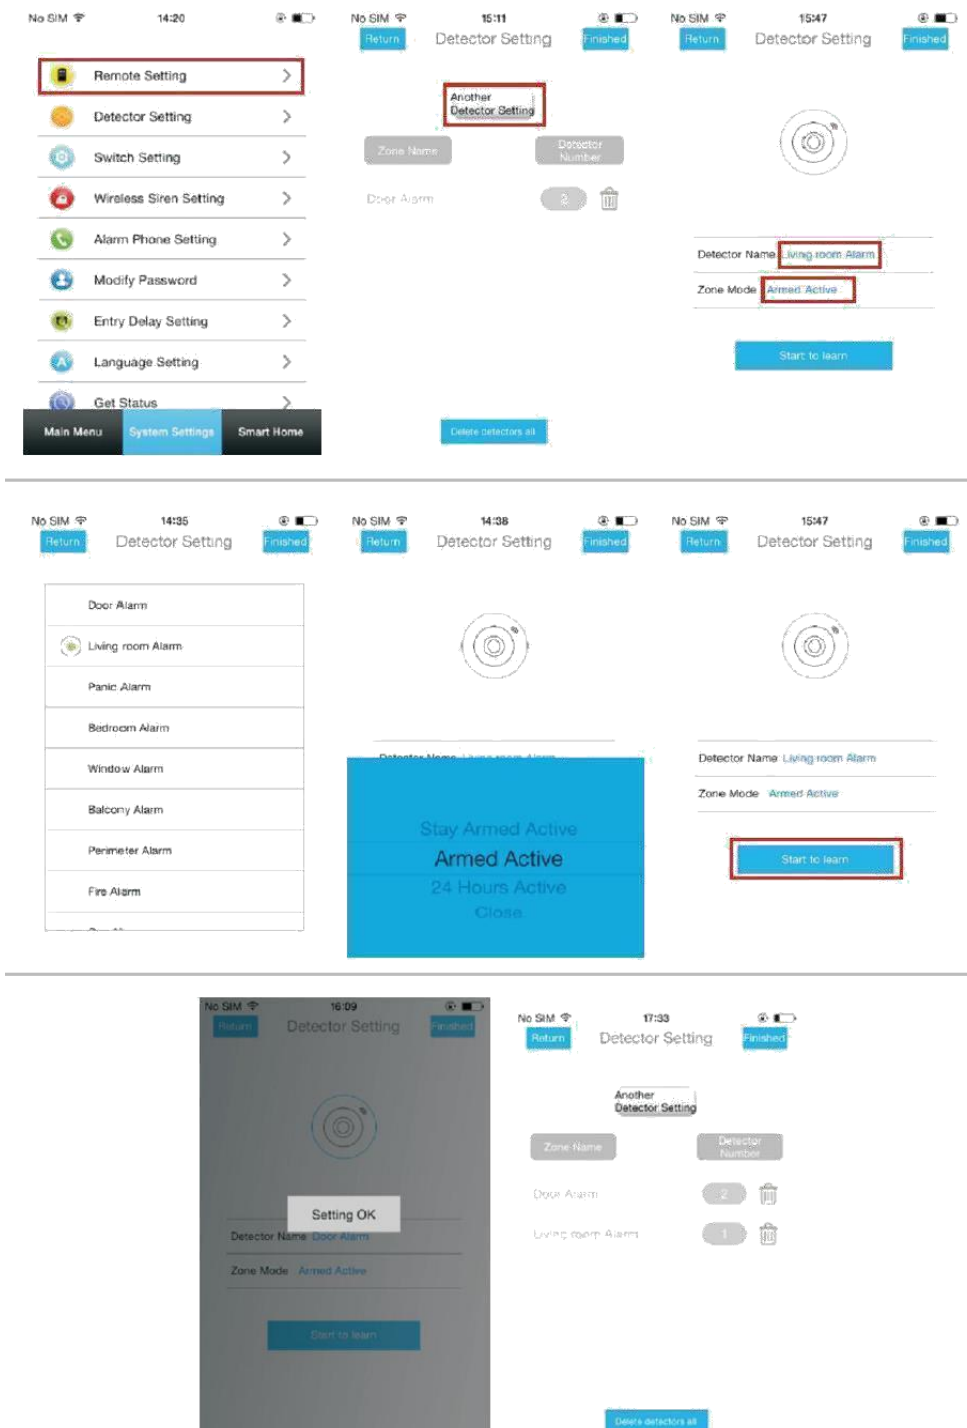 No SIM 14:20
Remote Setting
Detector Setting
Switch Setting
Wireless Siren Setting
Alarm Phone Setting
Modify Password
Entry Delay Setting
Language Setting
Get Status
Main Menu System Settings Smart Home
No SIM 15:11
Return Detector Setting Finished
Another
Detector Setting
Zone Name Detector
Number
Door Alarm 2
Delete detectors all
No SIM 15:47
Return Detector Setting Finished
Detector Name Living room Alarm
Zone Mode Armed Active
Start to learn
No SIM 14:35
Return Detector Setting Finished
Door Alarm
Living room Alarm
Panic Alarm
Bedroom Alarm
Window Alarm
Balcony Alarm
Perimeter Alarm
Fire Alarm
No SIM 14:38
Return Detector Setting Finished
Detector Name Living room Alarm
Stay Armed Active
Armed Active
24 Hours Active
Close
No SIM 15:47
Return Detector Setting Finished
Detector Name Living room Alarm
Zone Mode Armed Active
Start to learn
No SIM 16:09
Return Detector Setting Finished
Setting OK
Detector Name Door Alarm
Zone Mode Armed Active
Start to learn
No SIM 17:33
Return Detector Setting Finished
Another
Detector Setting
Zone Name Detector
Number
Door Alarm 2
Living room Alarm 1
Delete detectors all